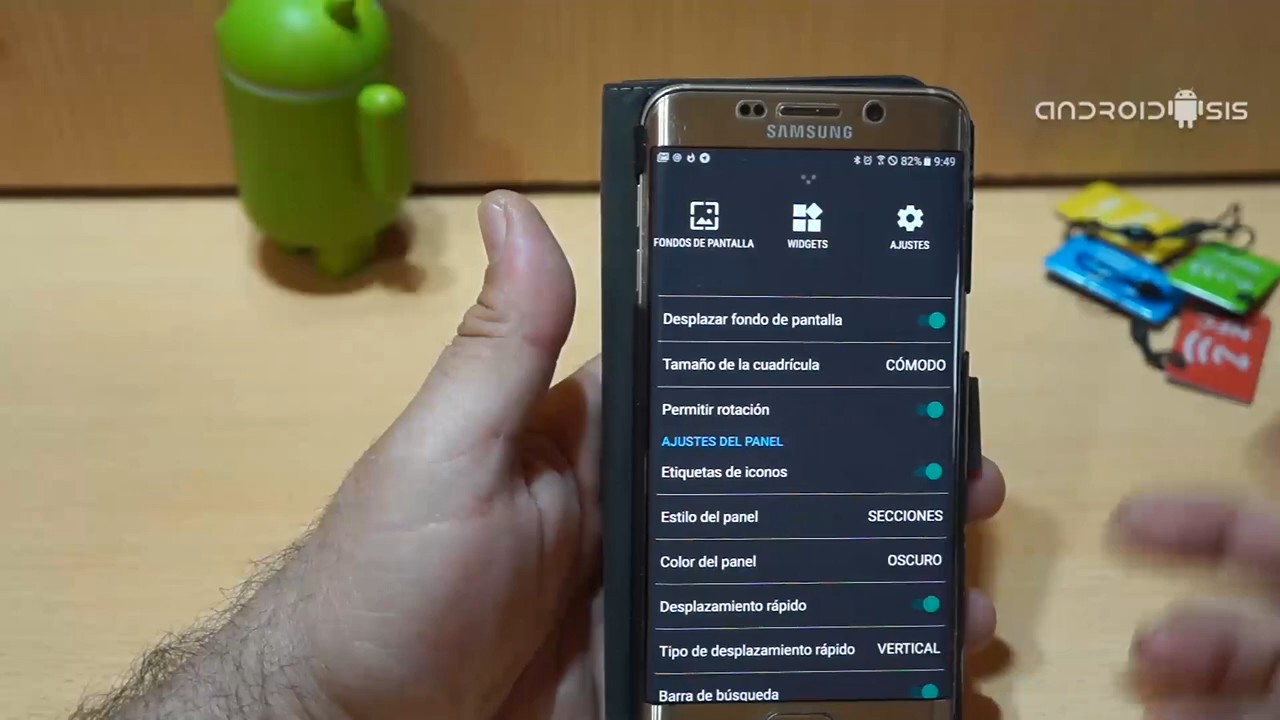 ANDROIDSIS
SAMSUNG
82% 9:49
FONDOS DE PANTALLA
WIDGETS
AJUSTES
Desplazar fondo de pantalla
Tamaño de la cuadrícula CÓMODO
Permitir rotación
AJUSTES DEL PANEL
Etiquetas de iconos
Estilo del panel SECCIONES
Color del panel OSCURO
Desplazamiento rápido
Tipo de desplazamiento rápido VERTICAL
Barra de búsqueda